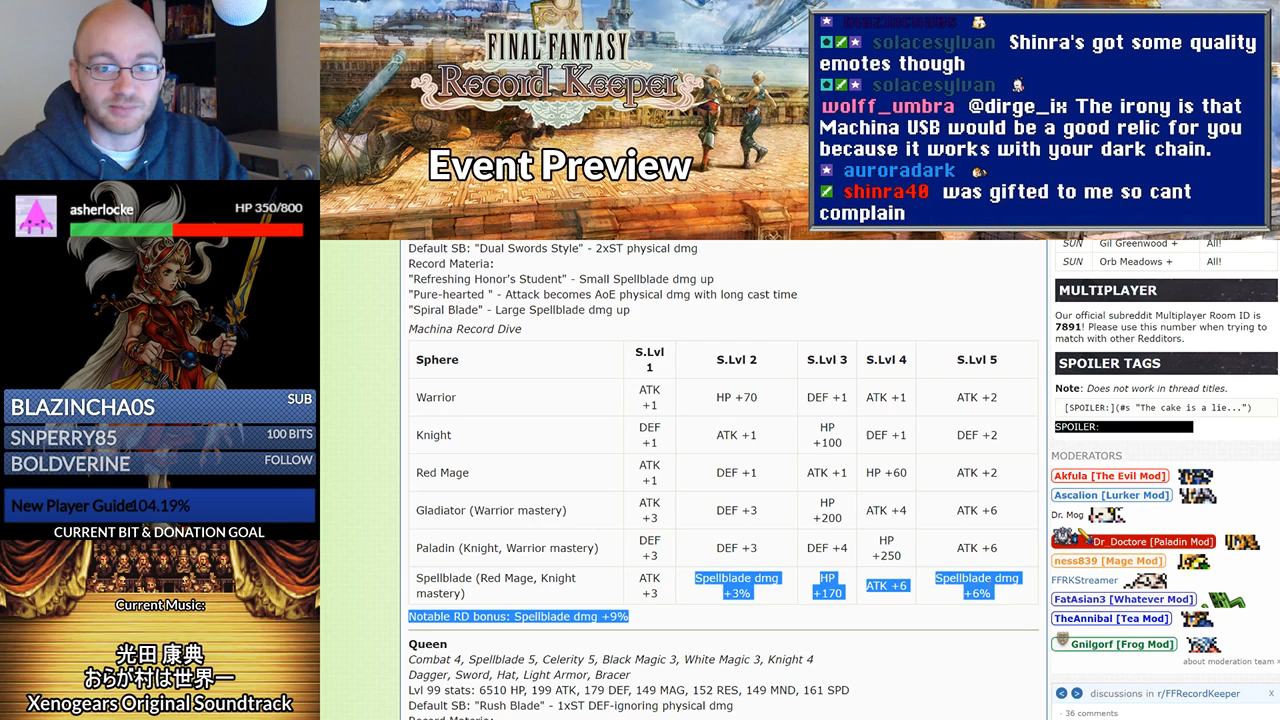 FINAL FANTASY
Record Keeper
Event Preview
solacesylvan Shinra's got some quality
emotes though
solacesylvan
wolff_umbra @dirge_ix The irony is that
Machina USB would be a good relic for you
because it works with your dark chain.
auroradark
shinra40 was gifted to me so cant
complain
asherlocke HP 350/800
BLAZINCHA0S SUB
SNPERRY85 100 BITS
BOLDVERINE FOLLOW
New Player Guide 104.19%
CURRENT BIT & DONATION GOAL
Current Music:
光田 康典
おらが村は世界一
Xenogears Original Soundtrack
Default SB: "Dual Swords Style" - 2xST physical dmg
Record Materia:
"Refreshing Honor's Student" - Small Spellblade dmg up
"Pure-hearted " - Attack becomes AoE physical dmg with long cast time
"Spiral Blade" - Large Spellblade dmg up
Machina Record Dive
Sphere S.Lvl 1 S.Lvl 2 S.Lvl 3 S.Lvl 4 S.Lvl 5
Warrior ATK +1 HP +70 DEF +1 ATK +1 ATK +2
Knight DEF +1 ATK +1 HP +100 DEF +1 DEF +2
Red Mage ATK +1 DEF +1 ATK +1 HP +60 ATK +2
Gladiator (Warrior mastery) ATK +3 DEF +3 HP +200 ATK +4 ATK +6
Paladin (Knight, Warrior mastery) DEF +3 DEF +3 DEF +4 HP +250 ATK +6
Spellblade (Red Mage, Knight mastery) ATK +3 Spellblade dmg +3% HP +170 ATK +6 Spellblade dmg +6%
Notable RD bonus: Spellblade dmg +9%
Queen
Combat 4, Spellblade 5, Celerity 5, Black Magic 3, White Magic 3, Knight 4
Dagger, Sword, Hat, Light Armor, Bracer
Lvl 99 stats: 6510 HP, 199 ATK, 179 DEF, 149 MAG, 152 RES, 149 MND, 161 SPD
Default SB: "Rush Blade" - 1xST DEF-ignoring physical dmg
Record Materia:
SUN Gil Greenwood + All!
SUN Orb Meadows + All!
MULTIPLAYER
Our official subreddit Multiplayer Room ID is
7891! Please use this number when trying to
match with other Redditors.
SPOILER TAGS
Note: Does not work in thread titles.
[SPOILER:](#s "The cake is a lie...")
SPOILER:
MODERATORS
Akfula [The Evil Mod]
Ascalion [Lurker Mod]
Dr. Mog
Dr_Doctore [Paladin Mod]
ness839 [Mage Mod]
FFRKStreamer
FatAsian3 [Whatever Mod]
TheAnnibal [Tea Mod]
Gnilgorf [Frog Mod]
about moderation team »
discussions in r/FFRecordKeeper X
- 36 comments